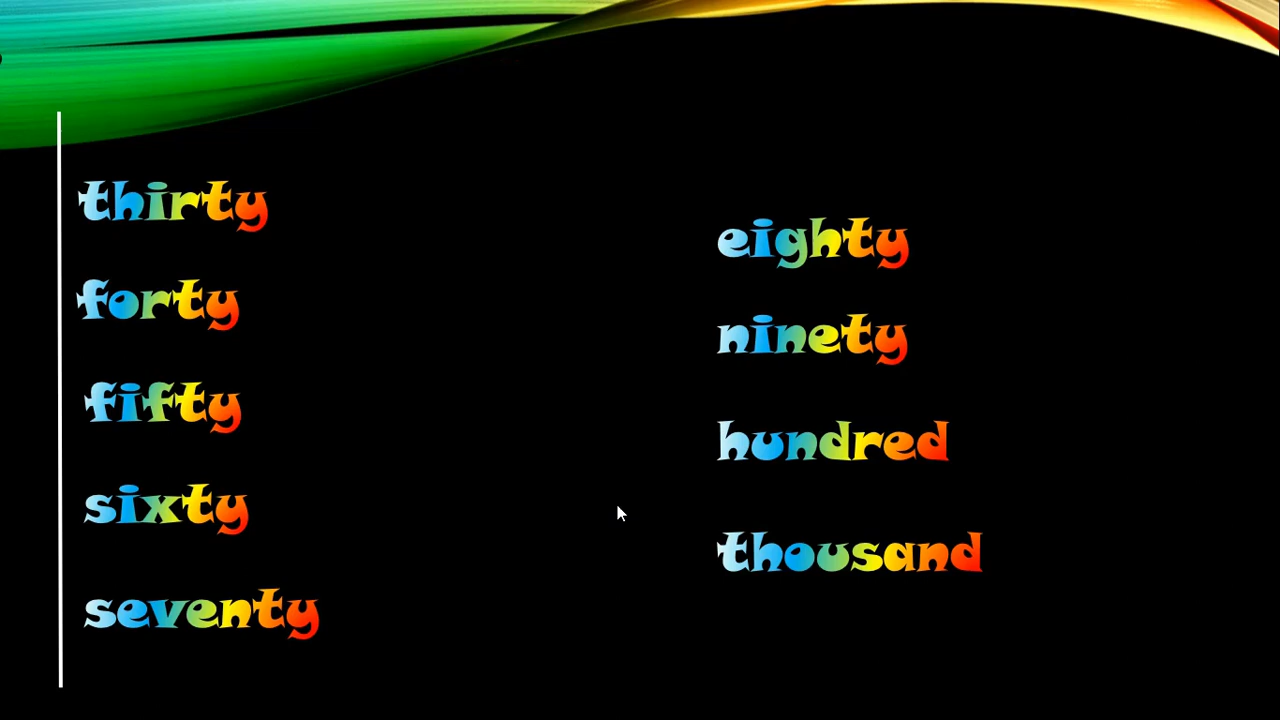 thirty
forty
fifty
sixty
seventy
eighty
ninety
hundred
thousand